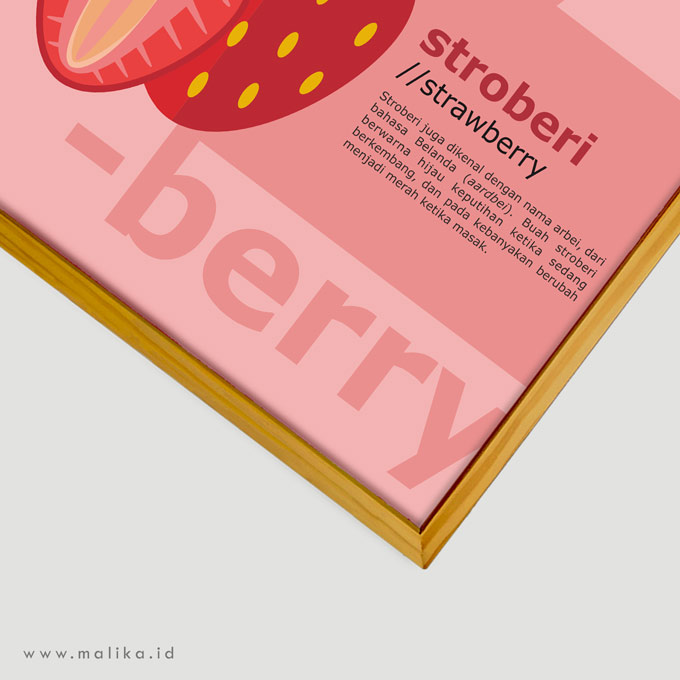 stroberi
//strawberry
Stroberi juga dikenal dengan nama arbei, dari
bahasa Belanda (aardbei). Buah stroberi
berwarna hijau keputihan ketika sedang
berkembang, dan pada kebanyakan berubah
menjadi merah ketika masak.
-berry
www.malika.id